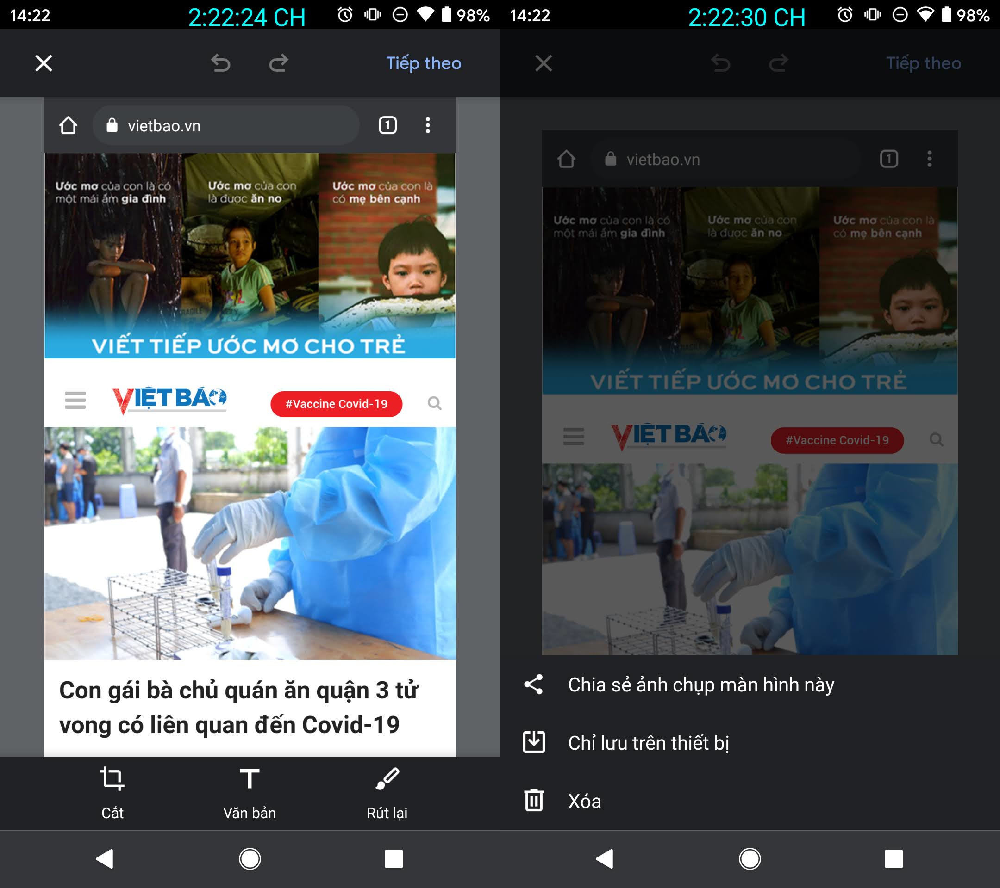 14:22
2:22:24 CH
98%
Tiếp theo
vietbao.vn
1
Ước mơ của con là có
một mái ấm gia đình
Ước mơ của con
là được ăn no
Ước mơ của con là
có mẹ bên cạnh
VIẾT TIẾP ƯỚC MƠ CHO TRẺ
VIỆT BÁO
#Vaccine Covid-19
Con gái bà chủ quán ăn quận 3 tử
vong có liên quan đến Covid-19
Cắt
Văn bản
Rút lại
14:22
2:22:30 CH
98%
Tiếp theo
vietbao.vn
1
Ước mơ của con là có
một mái ấm gia đình
Ước mơ của con
là được ăn no
Ước mơ của con là
có mẹ bên cạnh
VIẾT TIẾP ƯỚC MƠ CHO TRẺ
VIỆT BÁO
#Vaccine Covid-19
Chia sẻ ảnh chụp màn hình này
Chỉ lưu trên thiết bị
Xóa